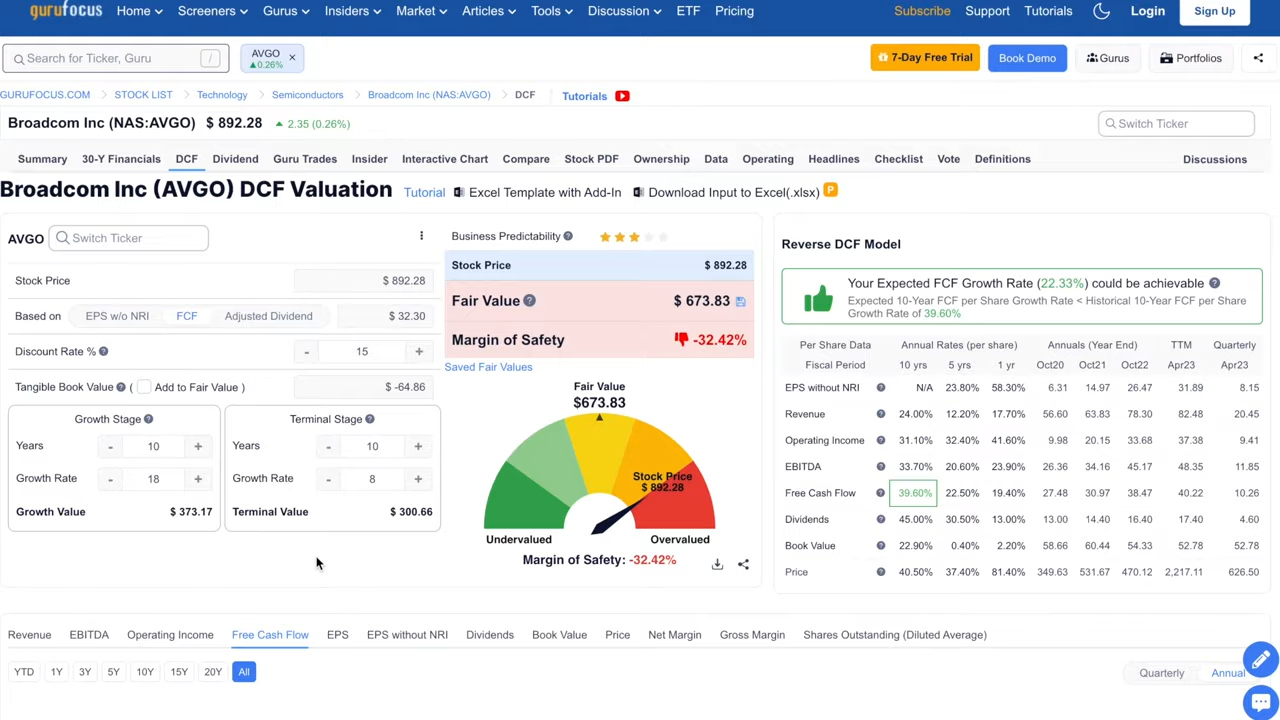 gurufocus Home Screeners Gurus Insiders Market Articles Tools Discussion ETF Pricing Subscribe Support Tutorials Login Sign Up
Search for Ticker, Guru /
AVGO
▲0.26% ×
7-Day Free Trial Book Demo Gurus Portfolios
GURUFOCUS.COM > STOCK LIST > Technology > Semiconductors > Broadcom Inc (NAS:AVGO) > DCF Tutorials
Broadcom Inc (NAS:AVGO) $ 892.28 ▲ 2.35 (0.26%) Switch Ticker
Summary 30-Y Financials DCF Dividend Guru Trades Insider Interactive Chart Compare Stock PDF Ownership Data Operating Headlines Checklist Vote Definitions Discussions
Broadcom Inc (AVGO) DCF Valuation Tutorial Excel Template with Add-In Download Input to Excel(.xlsx) P
AVGO Switch Ticker
Stock Price $ 892.28
Based on EPS w/o NRI FCF Adjusted Dividend $ 32.30
Discount Rate % - 15 +
Tangible Book Value ( Add to Fair Value ) $ -64.86
Growth Stage
Years - 10 +
Growth Rate - 18 +
Growth Value $ 373.17
Terminal Stage
Years - 10 +
Growth Rate - 8 +
Terminal Value $ 300.66
Business Predictability
Stock Price $ 892.28
Fair Value $ 673.83
Margin of Safety -32.42%
Saved Fair Values
Fair Value
$673.83
Stock Price
$ 892.28
Undervalued Overvalued
Margin of Safety: -32.42%
Reverse DCF Model
Your Expected FCF Growth Rate (22.33%) could be achievable
Expected 10-Year FCF per Share Growth Rate < Historical 10-Year FCF per Share
Growth Rate of 39.60%
Per Share Data Annual Rates (per share) Annuals (Year End) TTM Quarterly
Fiscal Period 10 yrs 5 yrs 1 yr Oct20 Oct21 Oct22 Apr23 Apr23
EPS without NRI N/A 23.80% 58.30% 6.31 14.97 26.47 31.89 8.15
Revenue 24.00% 12.20% 17.70% 56.60 63.83 78.30 82.48 20.45
Operating Income 31.10% 32.40% 41.60% 9.98 20.15 33.68 37.38 9.41
EBITDA 33.70% 20.60% 23.90% 26.36 34.16 45.17 48.35 11.85
Free Cash Flow 39.60% 22.50% 19.40% 27.48 30.97 38.47 40.22 10.26
Dividends 45.00% 30.50% 13.00% 13.00 14.40 16.40 17.40 4.60
Book Value 22.90% 0.40% 2.20% 58.66 60.44 54.33 52.78 52.78
Price 40.50% 37.40% 81.40% 349.63 531.67 470.12 2,217.11 626.50
Revenue EBITDA Operating Income Free Cash Flow EPS EPS without NRI Dividends Book Value Price Net Margin Gross Margin Shares Outstanding (Diluted Average)
YTD 1Y 3Y 5Y 10Y 15Y 20Y All Quarterly Annual